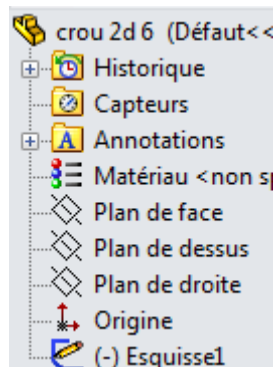 crou 2d 6 (Défaut<<
Historique
Capteurs
Annotations
Matériau <non sp
Plan de face
Plan de dessus
Plan de droite
Origine
(-) Esquisse1